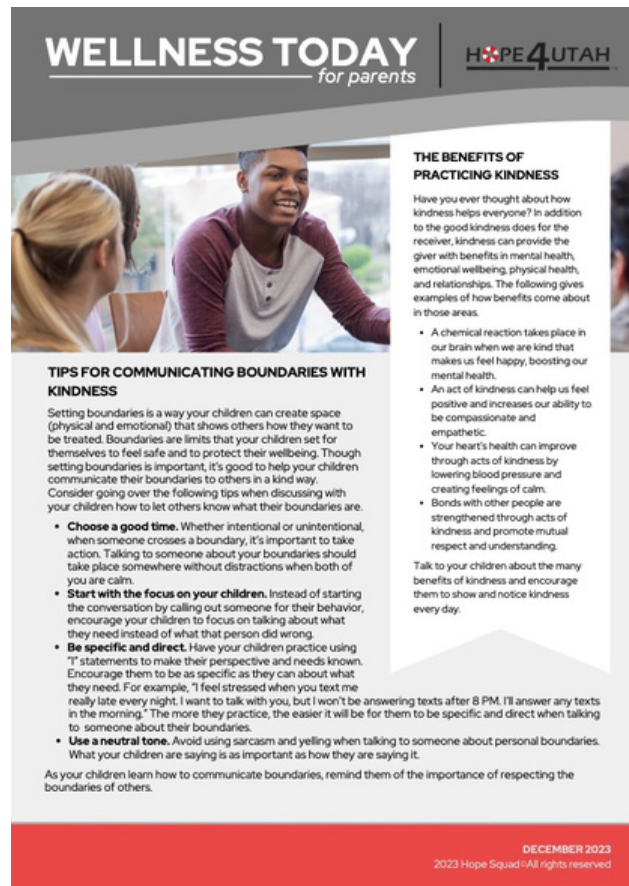 WELLNESS TODAY
for parents
HOPE4UTAH
THE BENEFITS OF
PRACTICING KINDNESS
Have you ever thought about how
kindness helps everyone? In addition
to the good kindness does for the
receiver, kindness can provide the
giver with benefits in mental health,
emotional wellbeing, physical health,
and relationships. The following gives
examples of how benefits come about
in those areas.
• A chemical reaction takes place in
our brain when we are kind that
makes us feel happy, boosting our
mental health.
• An act of kindness can help us feel
positive and increases our ability to
be compassionate and
empathetic.
• Your heart's health can improve
through acts of kindness by
lowering blood pressure and
creating feelings of calm.
• Bonds with other people are
strengthened through acts of
kindness and promote mutual
respect and understanding.
Talk to your children about the many
benefits of kindness and encourage
them to show and notice kindness
every day.
TIPS FOR COMMUNICATING BOUNDARIES WITH
KINDNESS
Setting boundaries is a way your children can create space
(physical and emotional) that shows others how they want to
be treated. Boundaries are limits that your children set for
themselves to feel safe and to protect their wellbeing. Though
setting boundaries is important, it's good to help your children
communicate their boundaries to others in a kind way.
Consider going over the following tips when discussing with
your children how to let others know what their boundaries are.
• Choose a good time. Whether intentional or unintentional,
when someone crosses a boundary, it's important to take
action. Talking to someone about your boundaries should
take place somewhere without distractions when both of
you are calm.
• Start with the focus on your children. Instead of starting
the conversation by calling out someone for their behavior,
encourage your children to focus on talking about what
they need instead of what that person did wrong.
• Be specific and direct. Have your children practice using
"I" statements to make their perspective and needs known.
Encourage them to be as specific as they can about what
they need. For example, "I feel stressed when you text me
really late every night. I want to talk with you, but I won't be answering texts after 8 PM. I'll answer any texts
in the morning." The more they practice, the easier it will be for them to be specific and direct when talking
to someone about their boundaries.
• Use a neutral tone. Avoid using sarcasm and yelling when talking to someone about personal boundaries.
What your children are saying is as important as how they are saying it.
As your children learn how to communicate boundaries, remind them of the importance of respecting the
boundaries of others.
DECEMBER 2023
2023 Hope Squad©All rights reserved